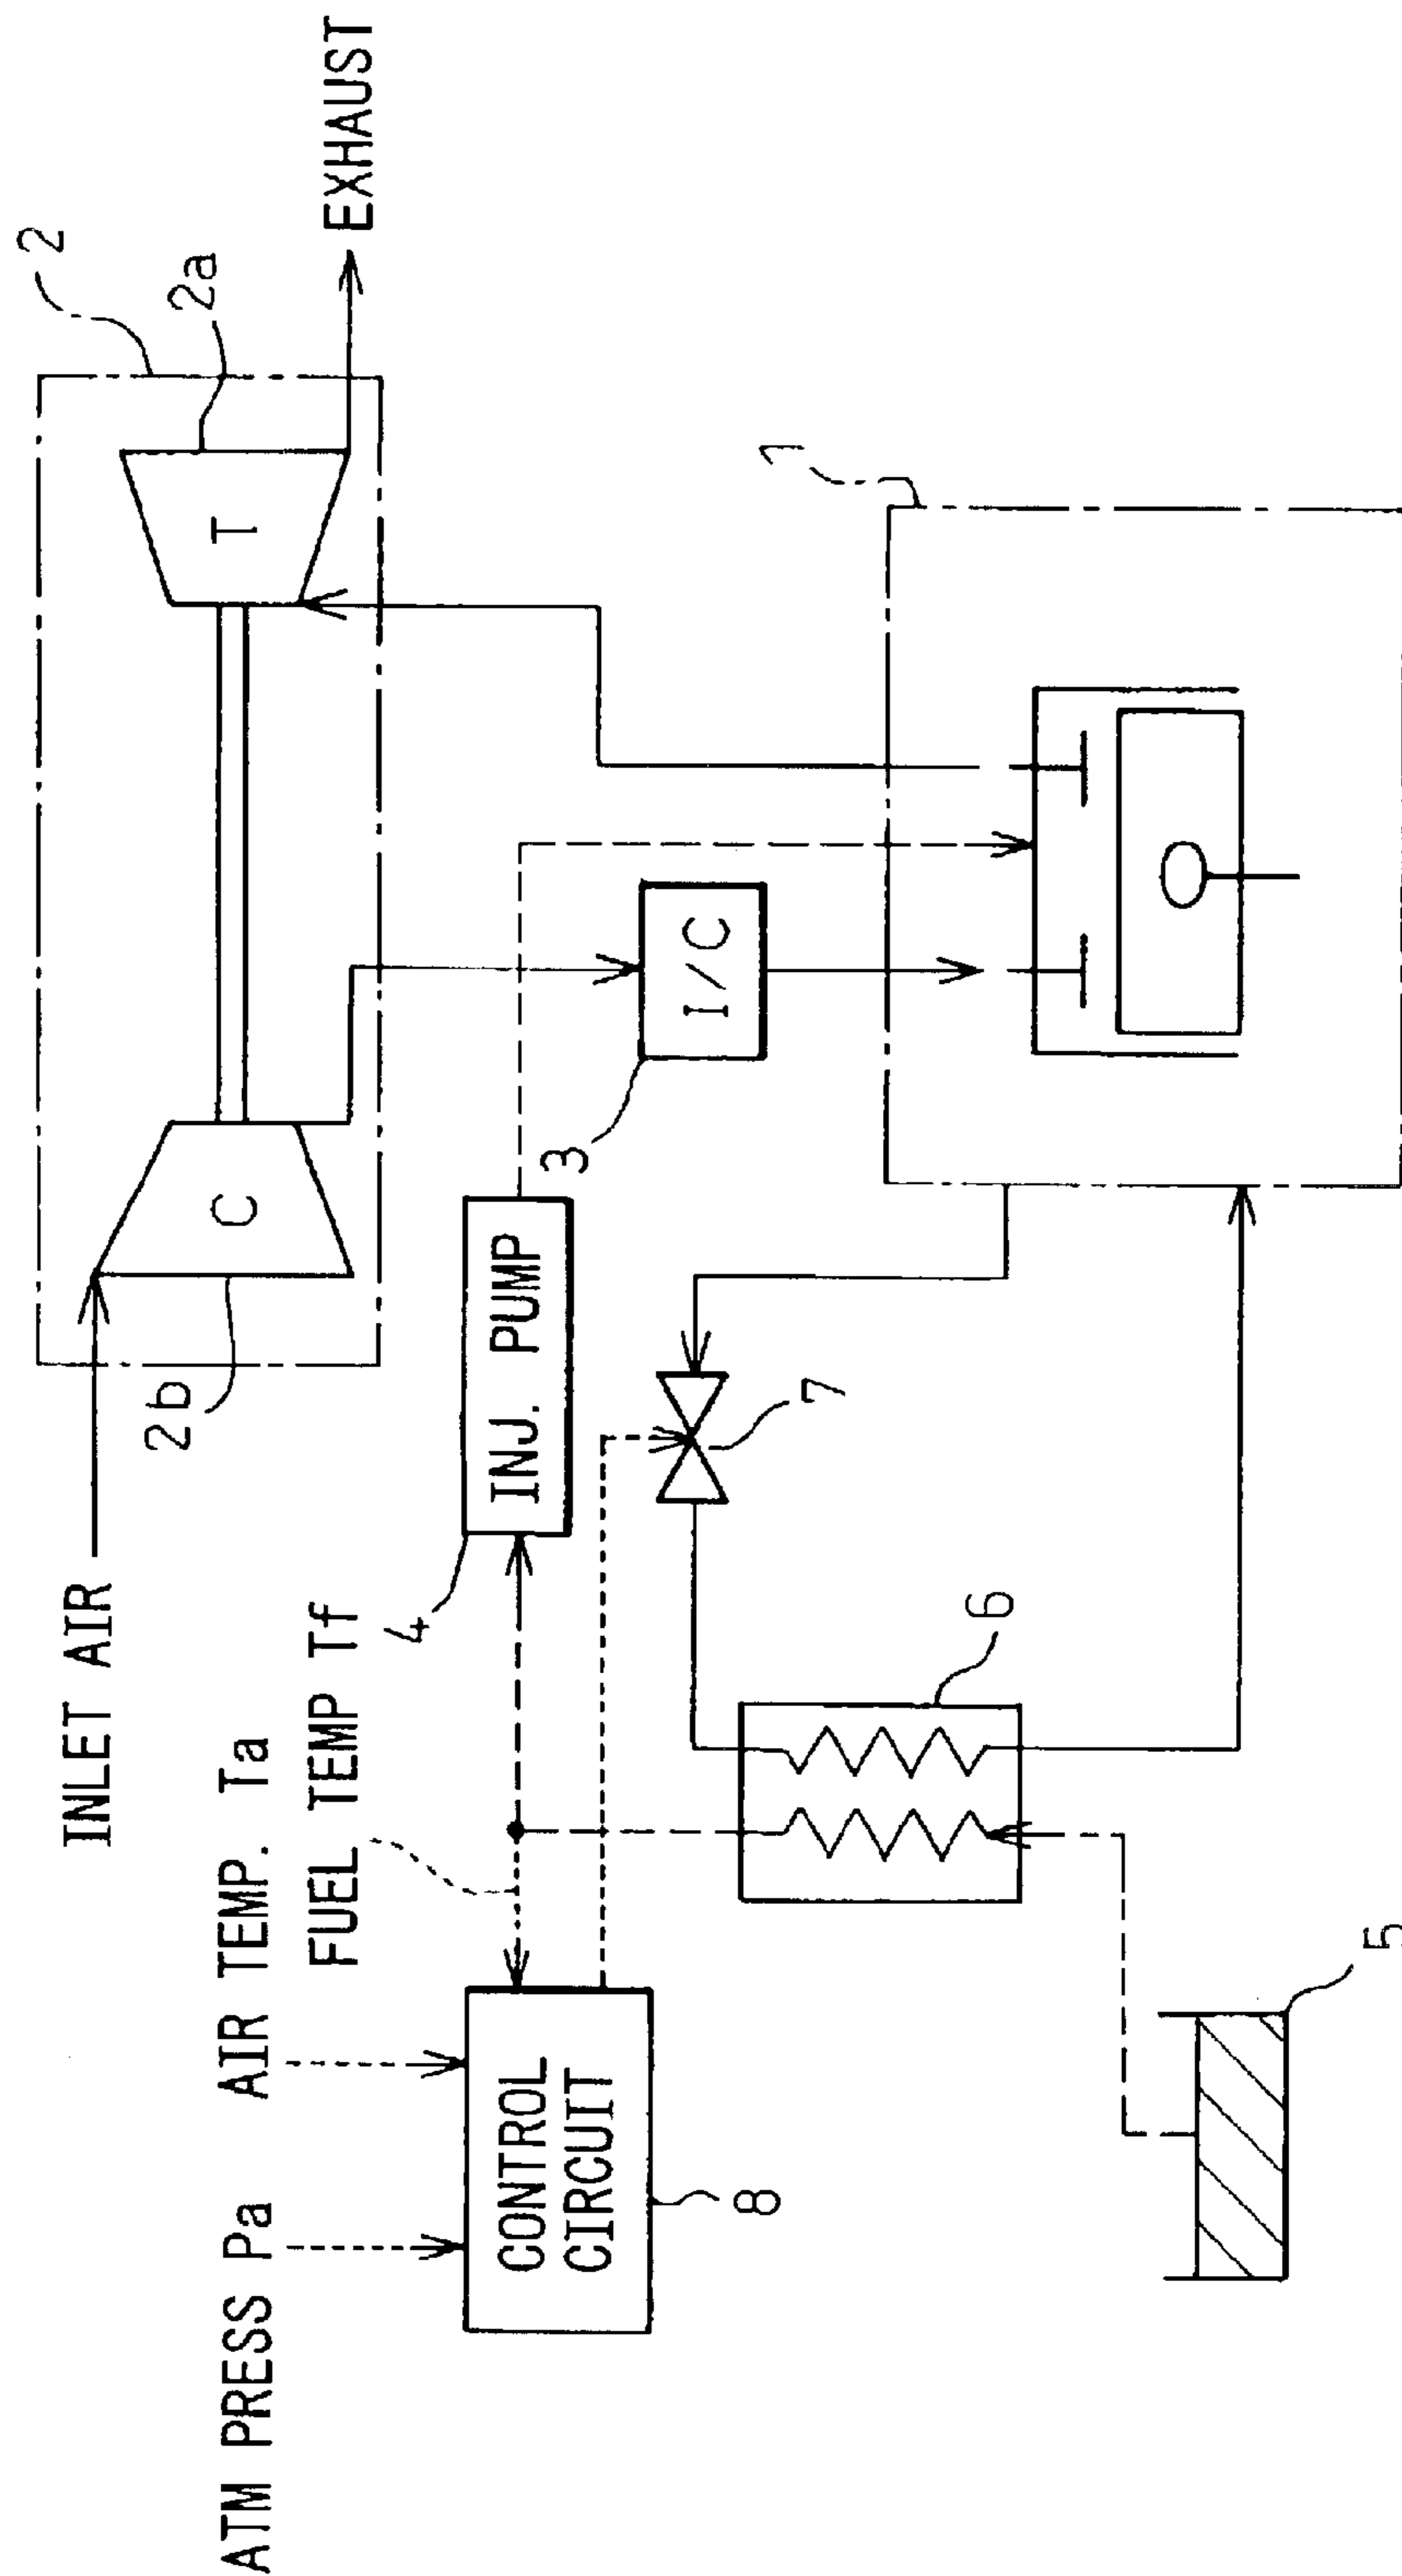 INLET AIR
2b
C
T
2a
2
EXHAUST
ATM PRESS Pa
AIR TEMP. Ta
FUEL TEMP Tf
CONTROL
CIRCUIT
8
4
INJ. PUMP
3
I/C
1
7
6
5